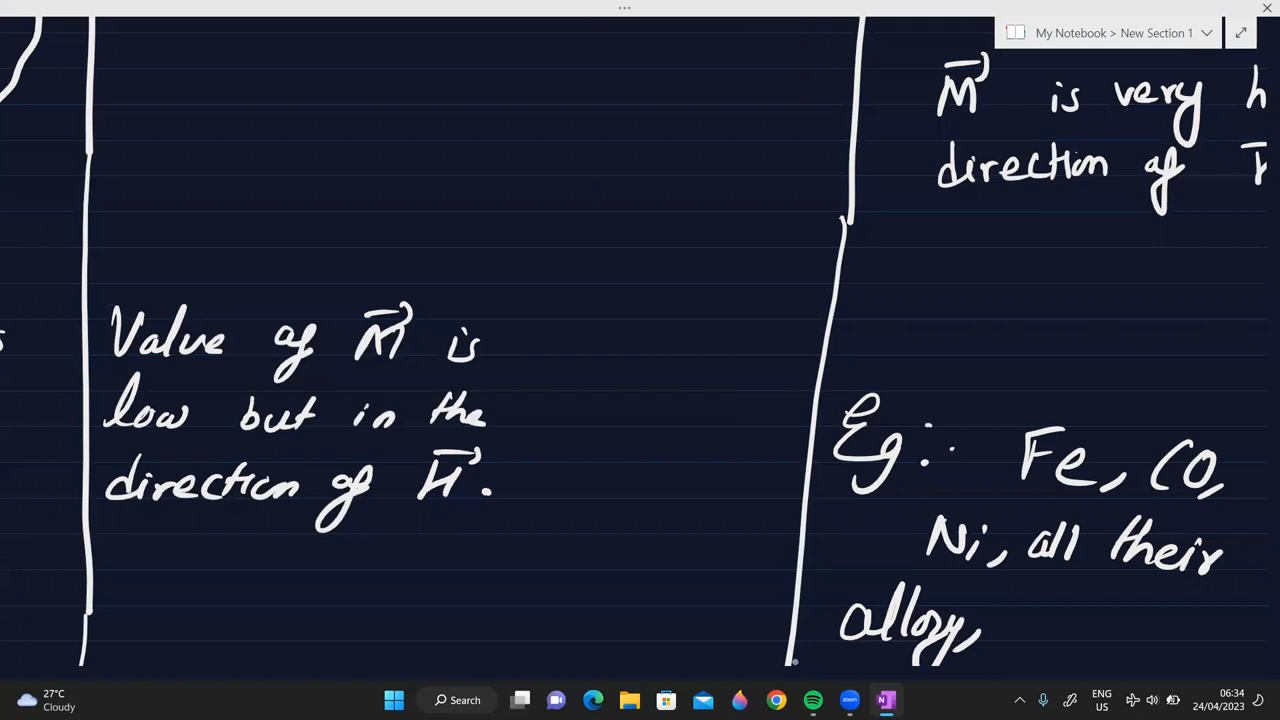 My Notebook > New Section 1
M is very h
direction of
Value of M is
low but in the
direction of H.
Eg:- Fe, CO,
Ni, all their
alloy,
27°C
Cloudy
Search
zoom
ENG
US
06:34
24/04/2023